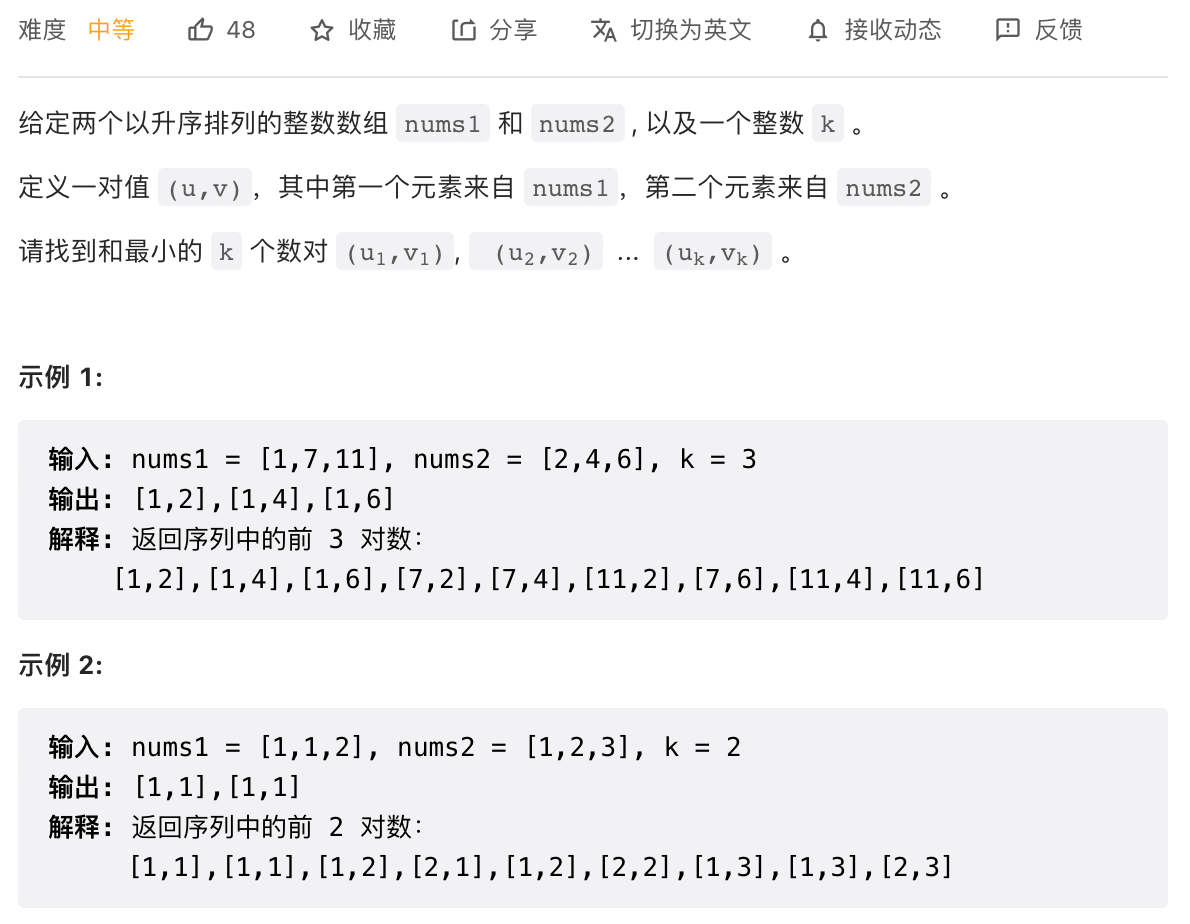 难度 中等 48 收藏 分享 切换为英文 接收动态 反馈
给定两个以升序排列的整数数组 nums1 和 nums2 , 以及一个整数 k 。
定义一对值 (u,v)，其中第一个元素来自 nums1，第二个元素来自 nums2 。
请找到和最小的 k 个数对 (u₁,v₁), (u₂,v₂) ... (uₖ,vₖ) 。
示例 1:
输入: nums1 = [1,7,11], nums2 = [2,4,6], k = 3
输出: [1,2],[1,4],[1,6]
解释: 返回序列中的前 3 对数：
[1,2],[1,4],[1,6],[7,2],[7,4],[11,2],[7,6],[11,4],[11,6]
示例 2:
输入: nums1 = [1,1,2], nums2 = [1,2,3], k = 2
输出: [1,1],[1,1]
解释: 返回序列中的前 2 对数：
[1,1],[1,1],[1,2],[2,1],[1,2],[2,2],[1,3],[1,3],[2,3]